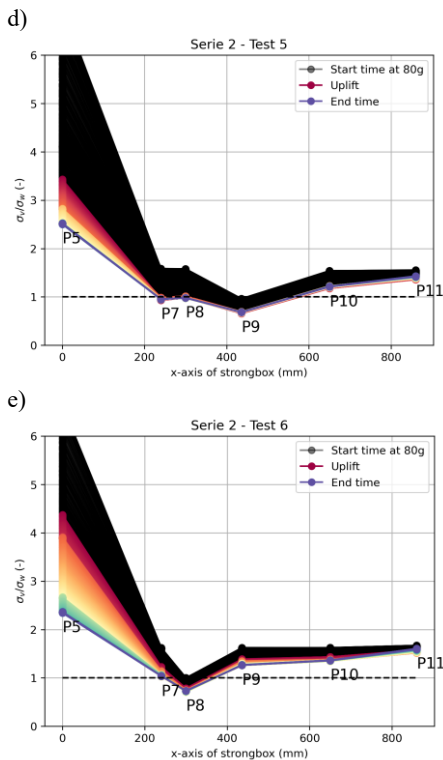 d)
Serie 2 - Test 5
6
5
4
3
2
1
0
σv/σw (-)
Start time at 80g
Uplift
End time
P5
P7
P8
P9
P10
P11
0 200 400 600 800
x-axis of strongbox (mm)
e)
Serie 2 - Test 6
6
5
4
3
2
1
0
σv/σw (-)
Start time at 80g
Uplift
End time
P5
P7
P8
P9
P10
P11
0 200 400 600 800
x-axis of strongbox (mm)